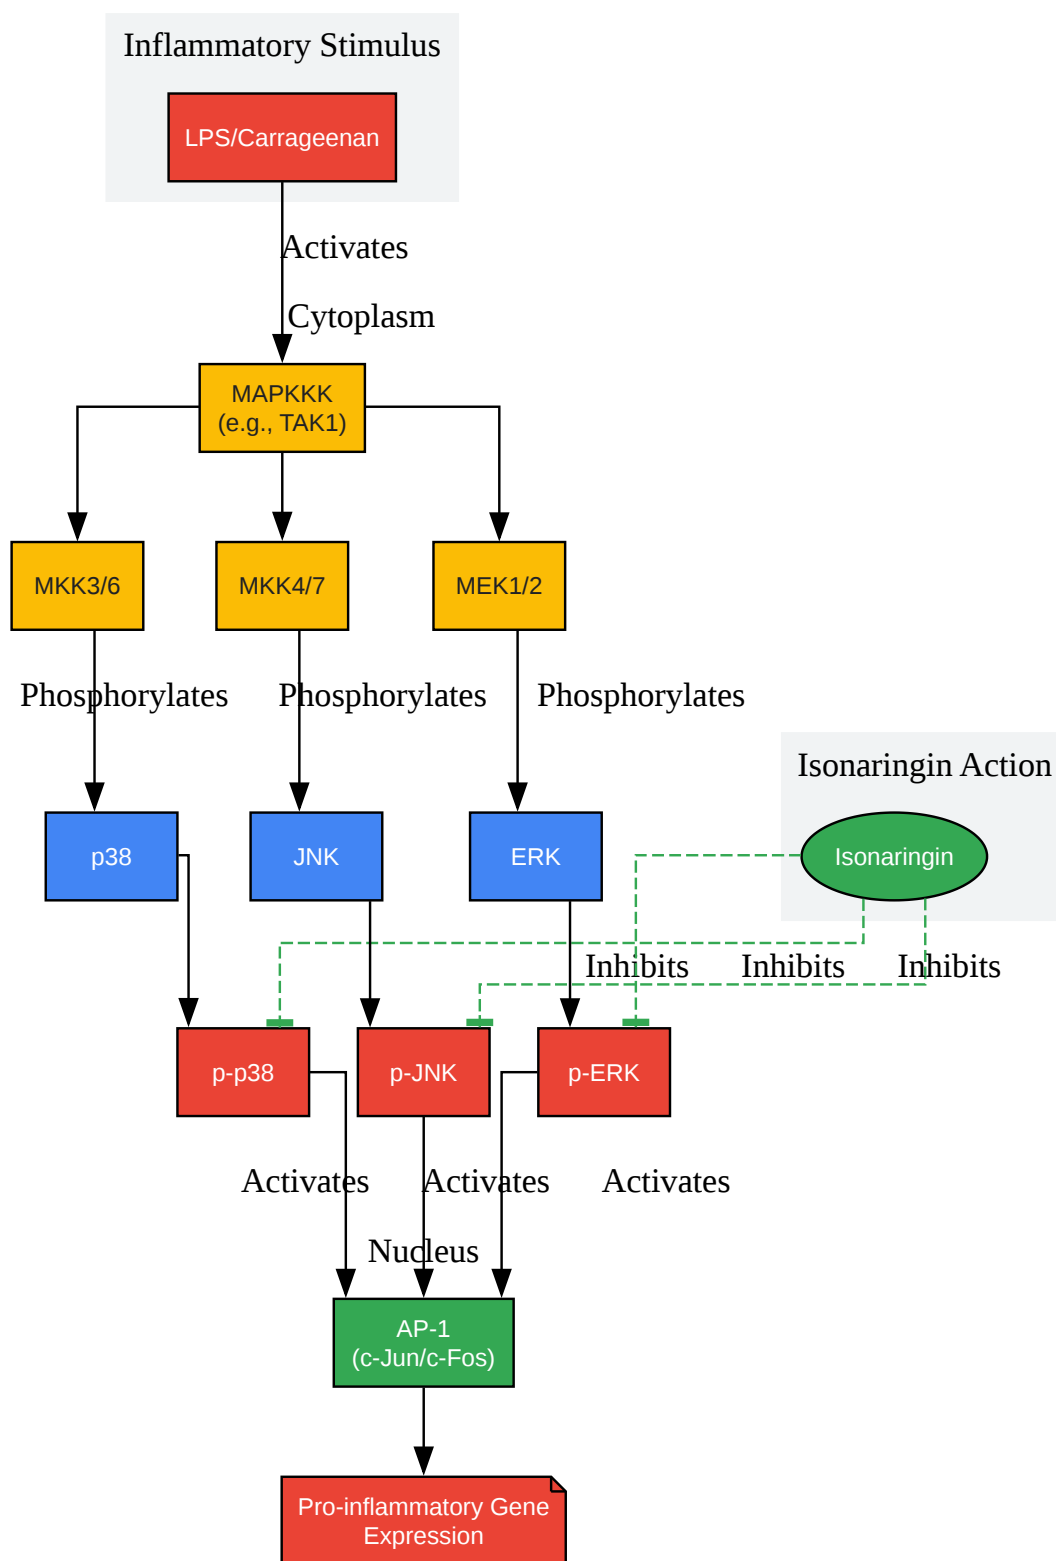 Inflammatory Stimulus
LPS/Carrageenan
Activates
Cytoplasm
MAPKKK
(e.g., TAK1)
MKK3/6
MKK4/7
MEK1/2
Phosphorylates
Phosphorylates
Phosphorylates
Isonaringin Action
p38
JNK
ERK
Isonaringin
Inhibits
Inhibits
Inhibits
p-p38
p-JNK
p-ERK
Activates
Activates
Activates
Nucleus
AP-1
(c-Jun/c-Fos)
Pro-inflammatory Gene
Expression